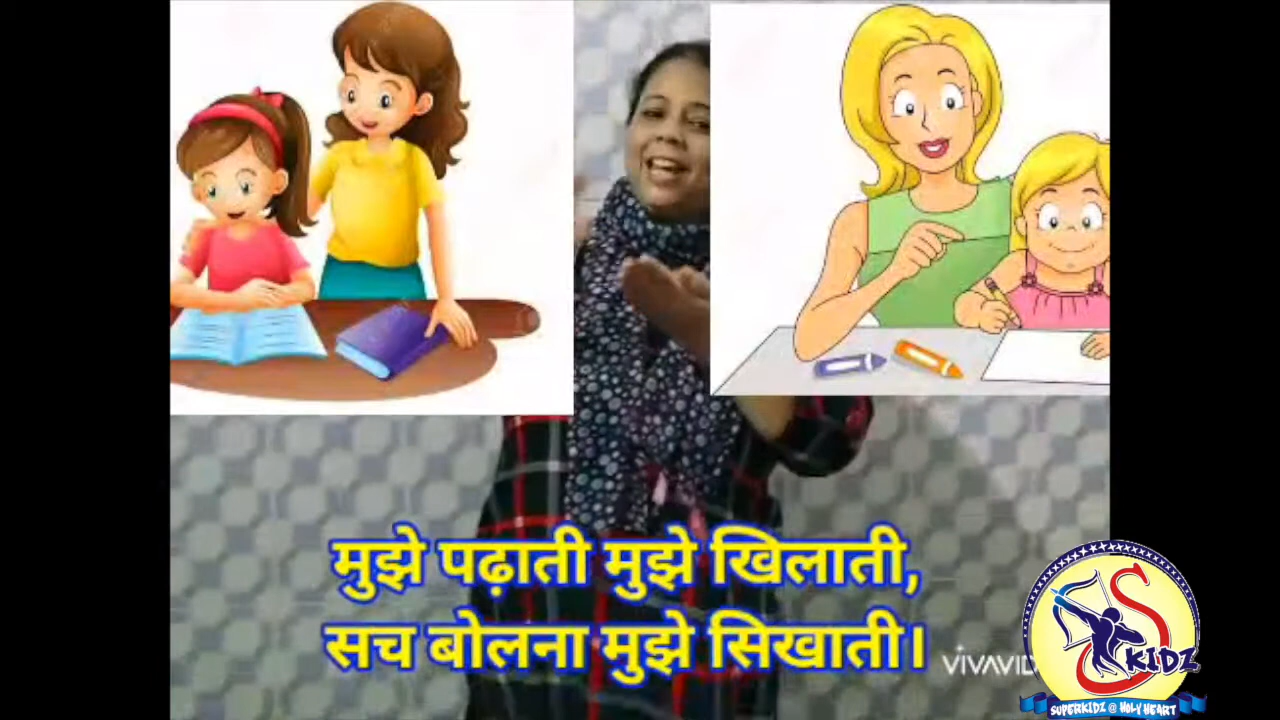 मुझे पढ़ाती मुझे खिलाती,
सच बोलना मुझे सिखाती।
VIVAVID
S
KIDZ
SUPERKIDZ @ HOLY HEART